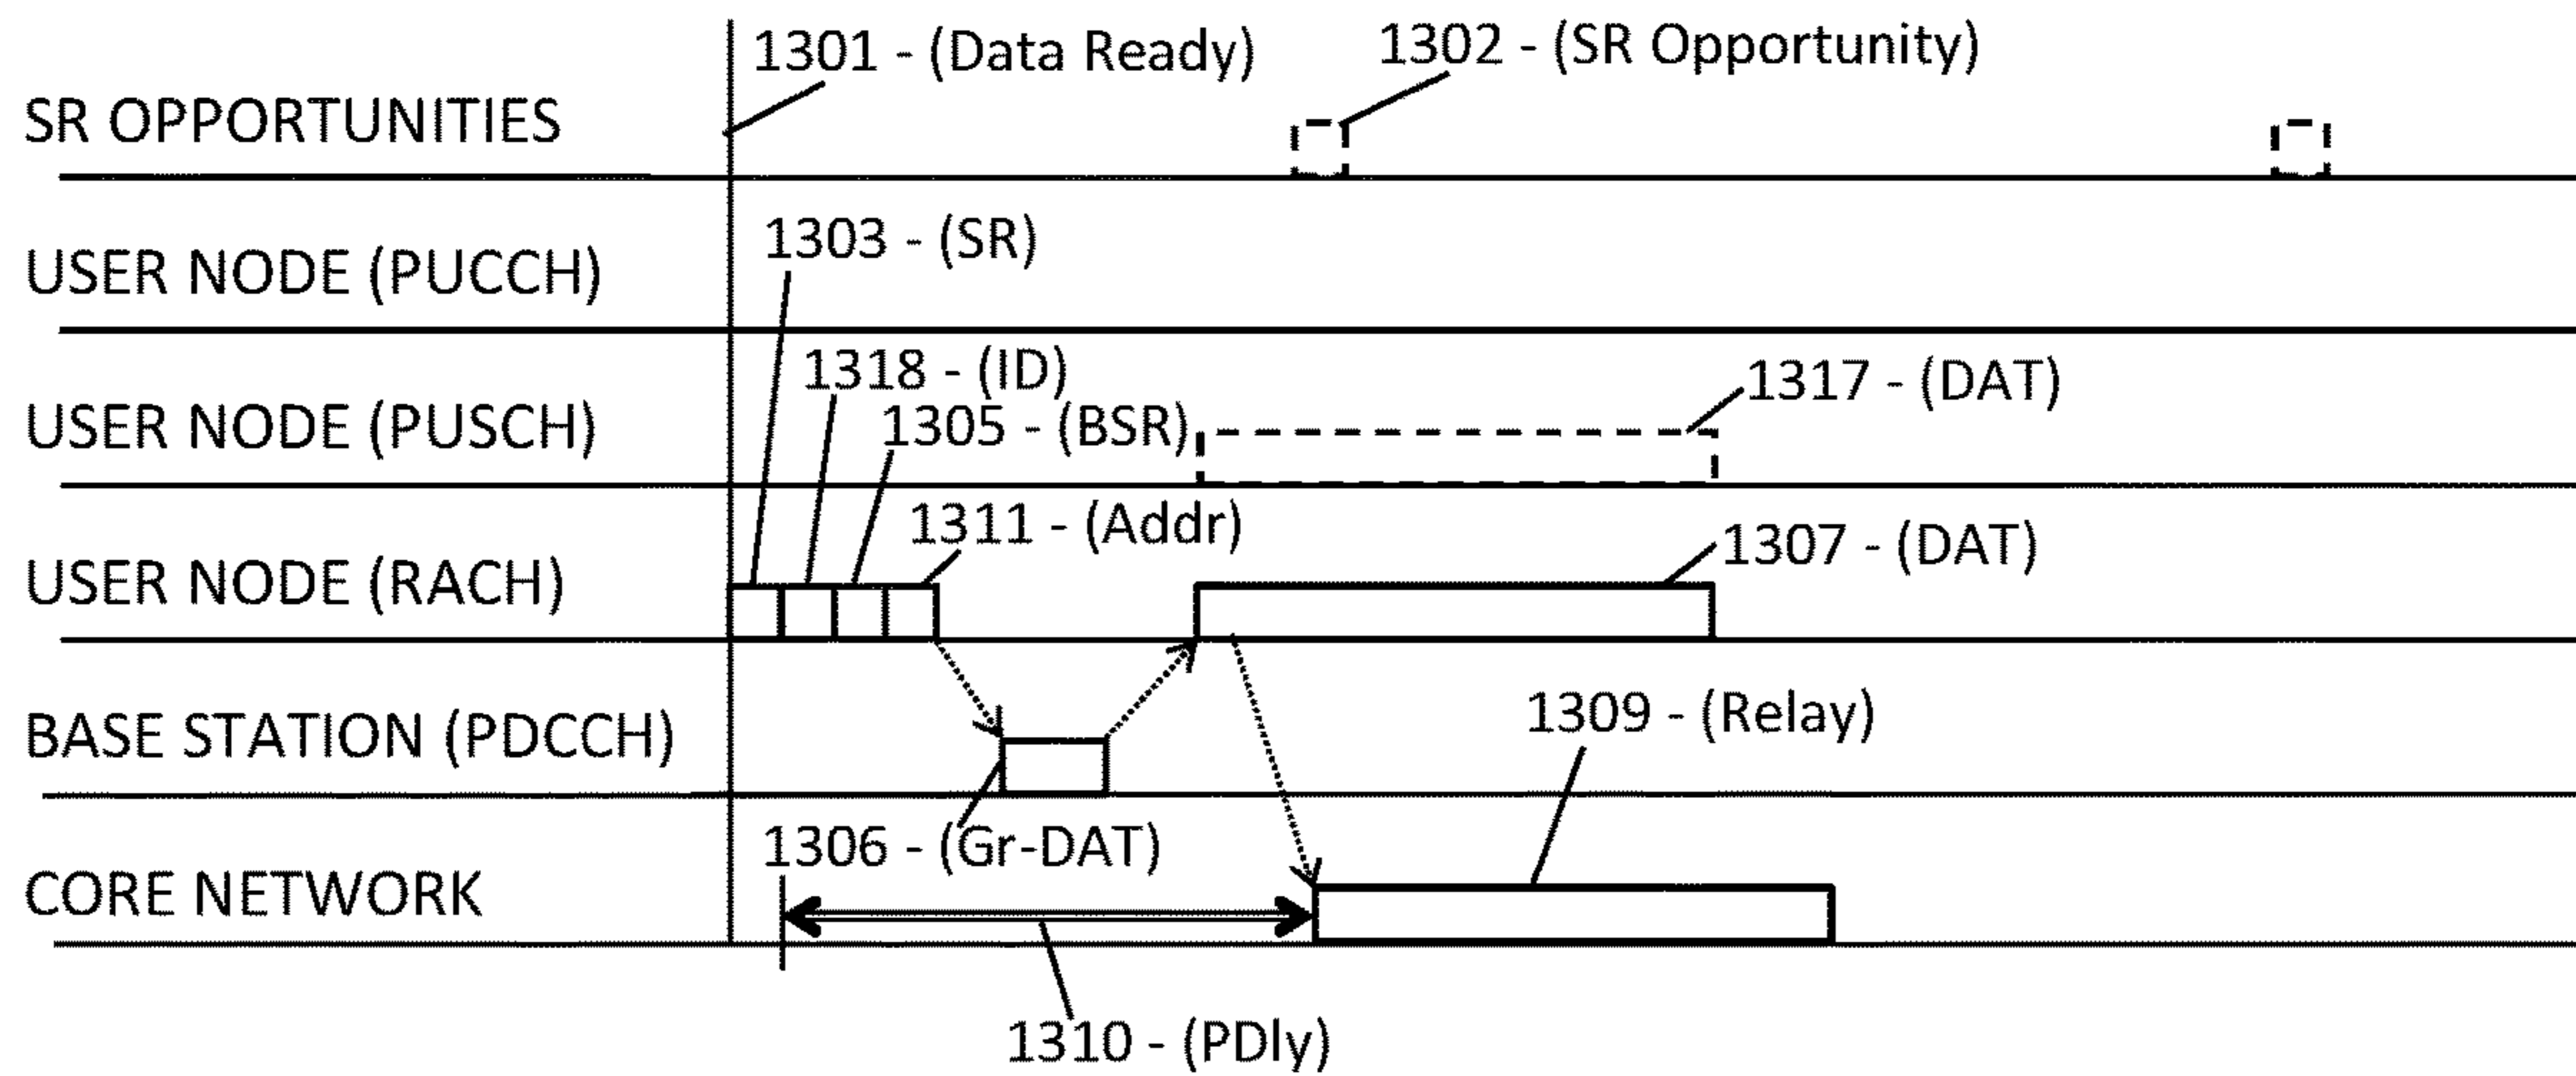 1301 - (Data Ready)
1302 - (SR Opportunity)
SR OPPORTUNITIES
1303 - (SR)
USER NODE (PUCCH)
1318 - (ID)
1317 - (DAT)
USER NODE (PUSCH)
1305 - (BSR)
1311 - (Addr)
1307 - (DAT)
USER NODE (RACH)
1309 - (Relay)
BASE STATION (PDCCH)
1306 - (Gr-DAT)
CORE NETWORK
1310 - (PDly)